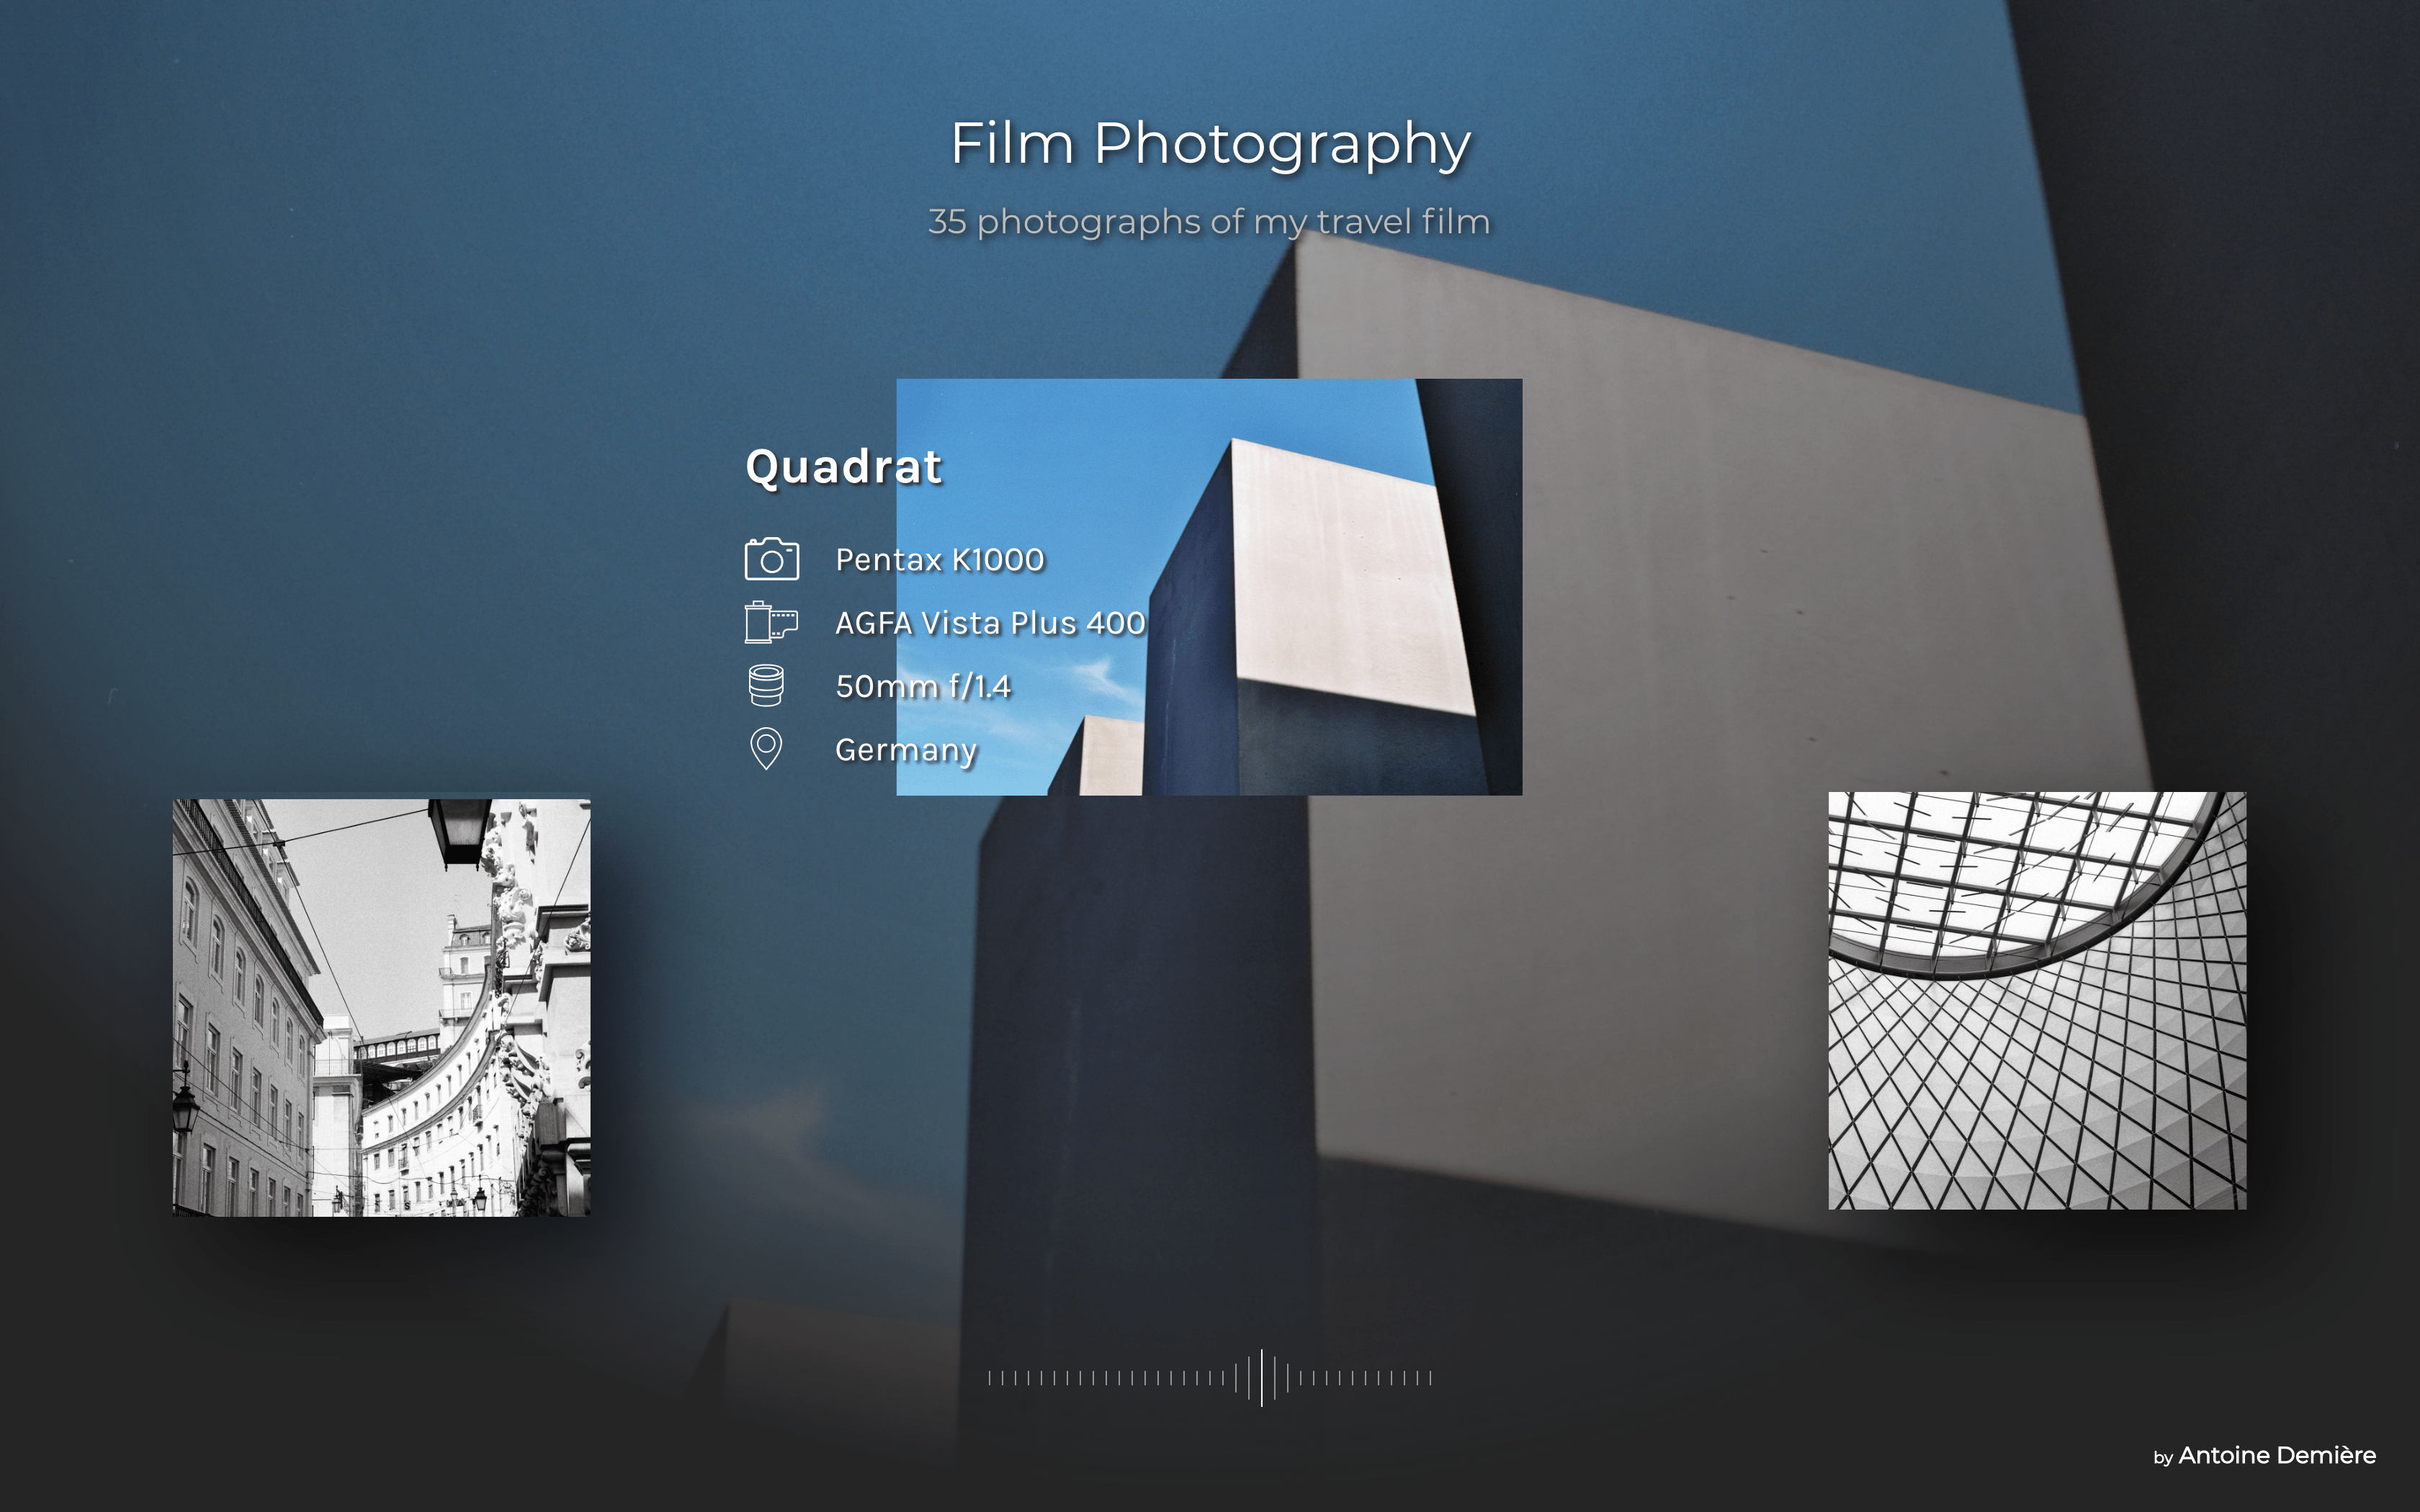 Film Photography
35 photographs of my travel film
Quadrat
Pentax K1000
AGFA Vista Plus 400
50mm f/1.4
Germany
by Antoine Demière